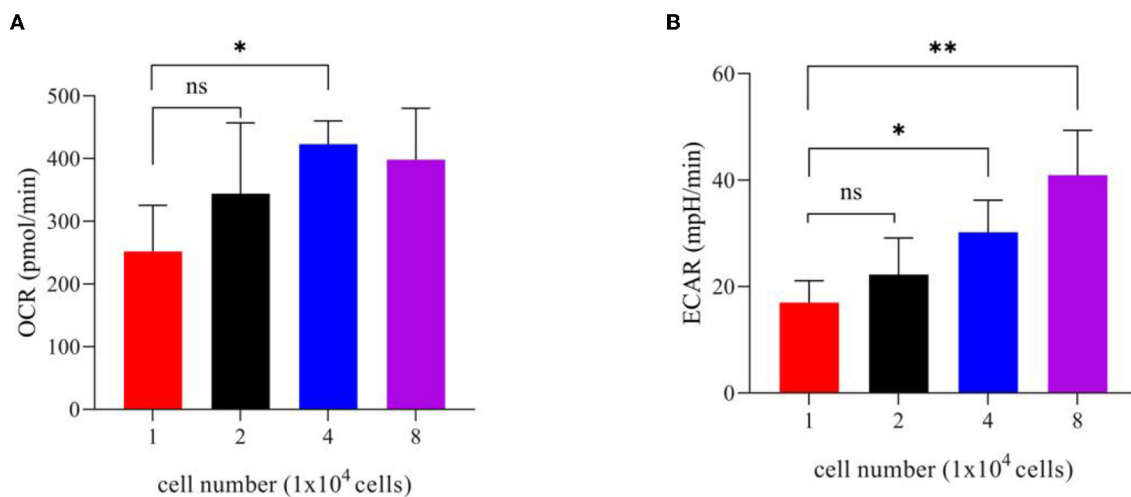 A
*
ns
500
400
300
200
100
0
OCR (pmol/min)
1 2 4 8
cell number (1x10⁴ cells)
B
**
*
ns
60
40
20
0
ECAR (mpH/min)
1 2 4 8
cell number (1x10⁴ cells)